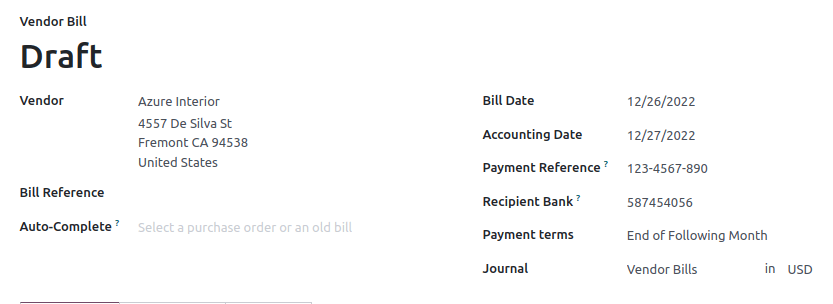 Vendor Bill
Draft
Vendor
Azure Interior
4557 De Silva St
Fremont CA 94538
United States
Bill Reference
Auto-Complete ? Select a purchase order or an old bill
Bill Date 12/26/2022
Accounting Date 12/27/2022
Payment Reference ? 123-4567-890
Recipient Bank ? 587454056
Payment terms End of Following Month
Journal Vendor Bills in USD